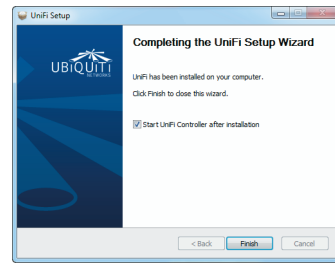 UniFi Setup
Completing the UniFi Setup Wizard
UBiQUiTi
NETWORKS
UniFi has been installed on your computer.
Click Finish to close this wizard.
Start UniFi Controller after installation
< Back
Finish
Cancel